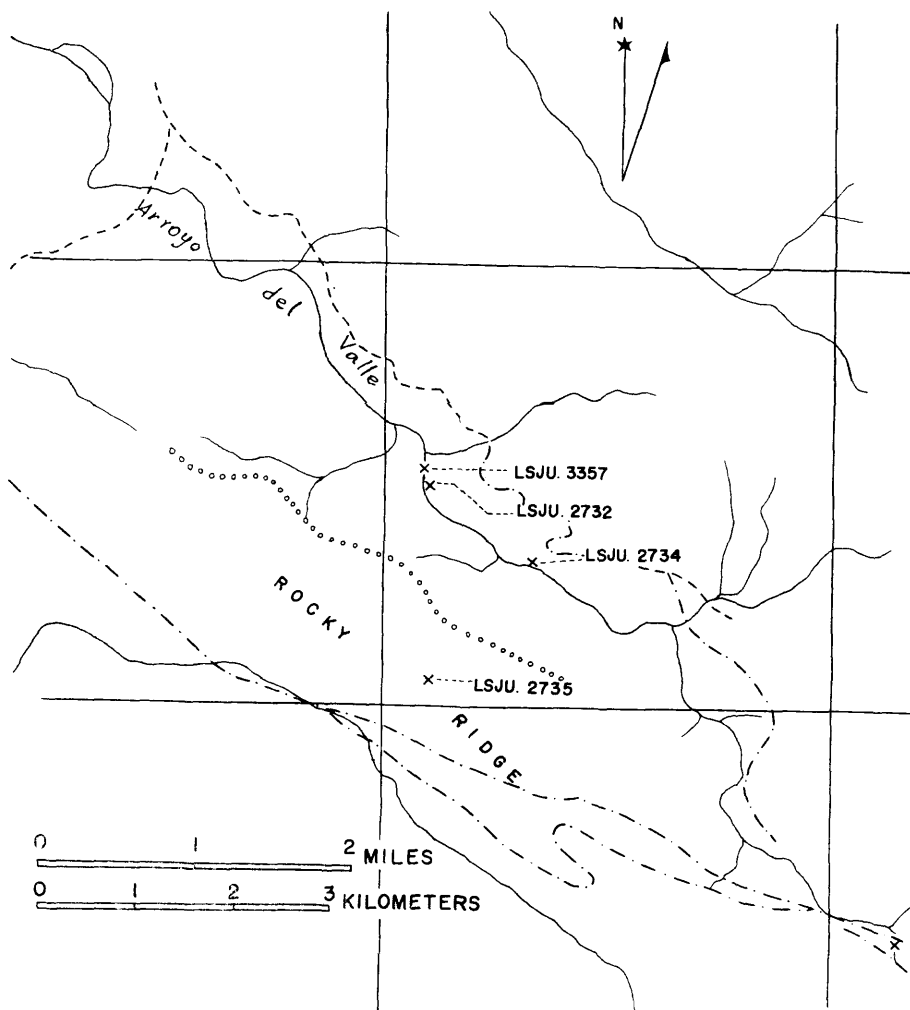 N
Arroyo
del
Valle
LSJU. 3357
LSJU. 2732
LSJU. 2734
ROCKY
LSJU. 2735
RIDGE
0 1 2 MILES
0 1 2 3 KILOMETERS